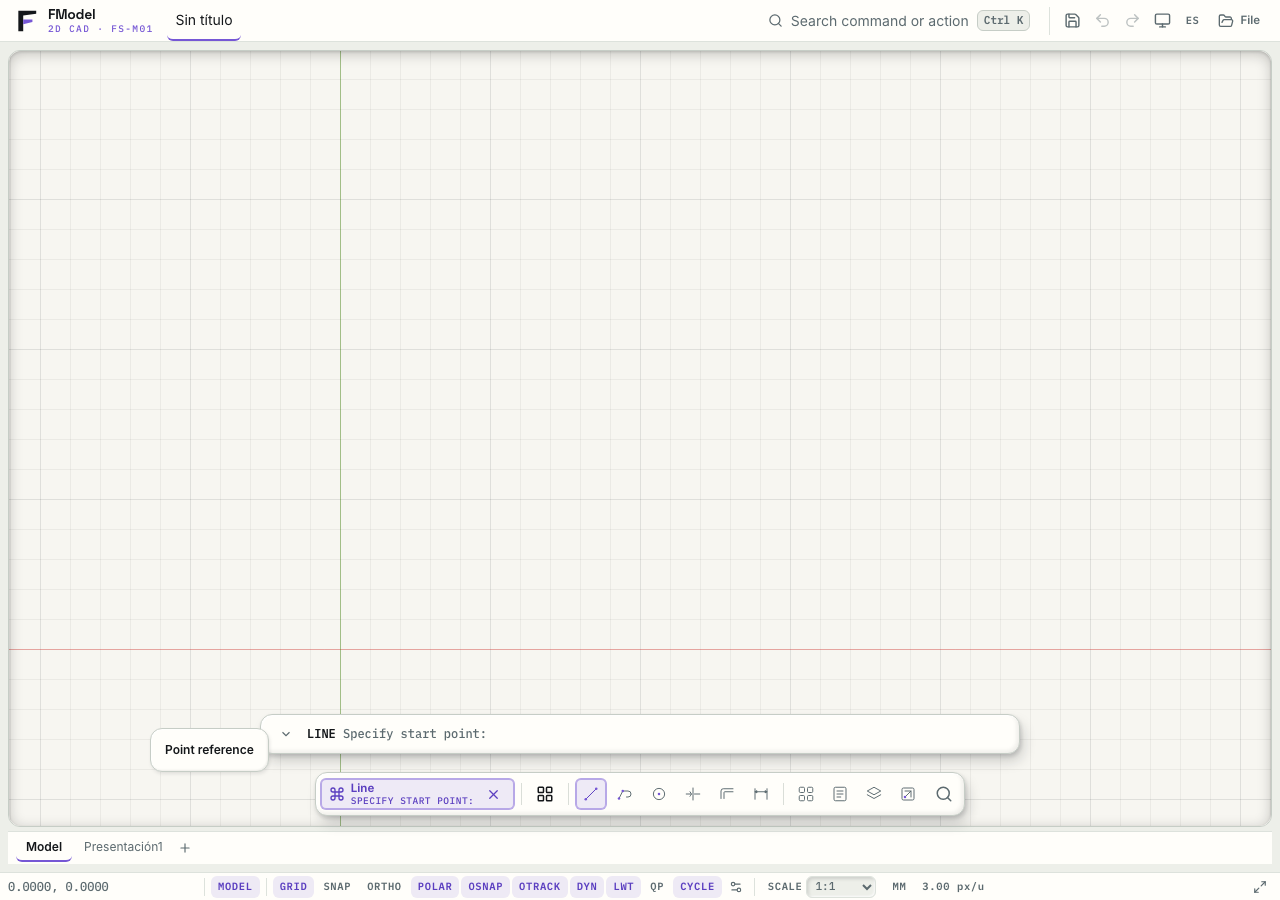 FModel
2D CAD · FS-M01
Sin título
Search command or action
Ctrl K
ES
File
LINE Specify start point:
Point reference
Line
SPECIFY START POINT:
Model
Presentación1
0.0000, 0.0000
MODEL
GRID
SNAP
ORTHO
POLAR
OSNAP
OTRACK
DYN
LWT
QP
CYCLE
SCALE
1:1
MM
3.00 px/u